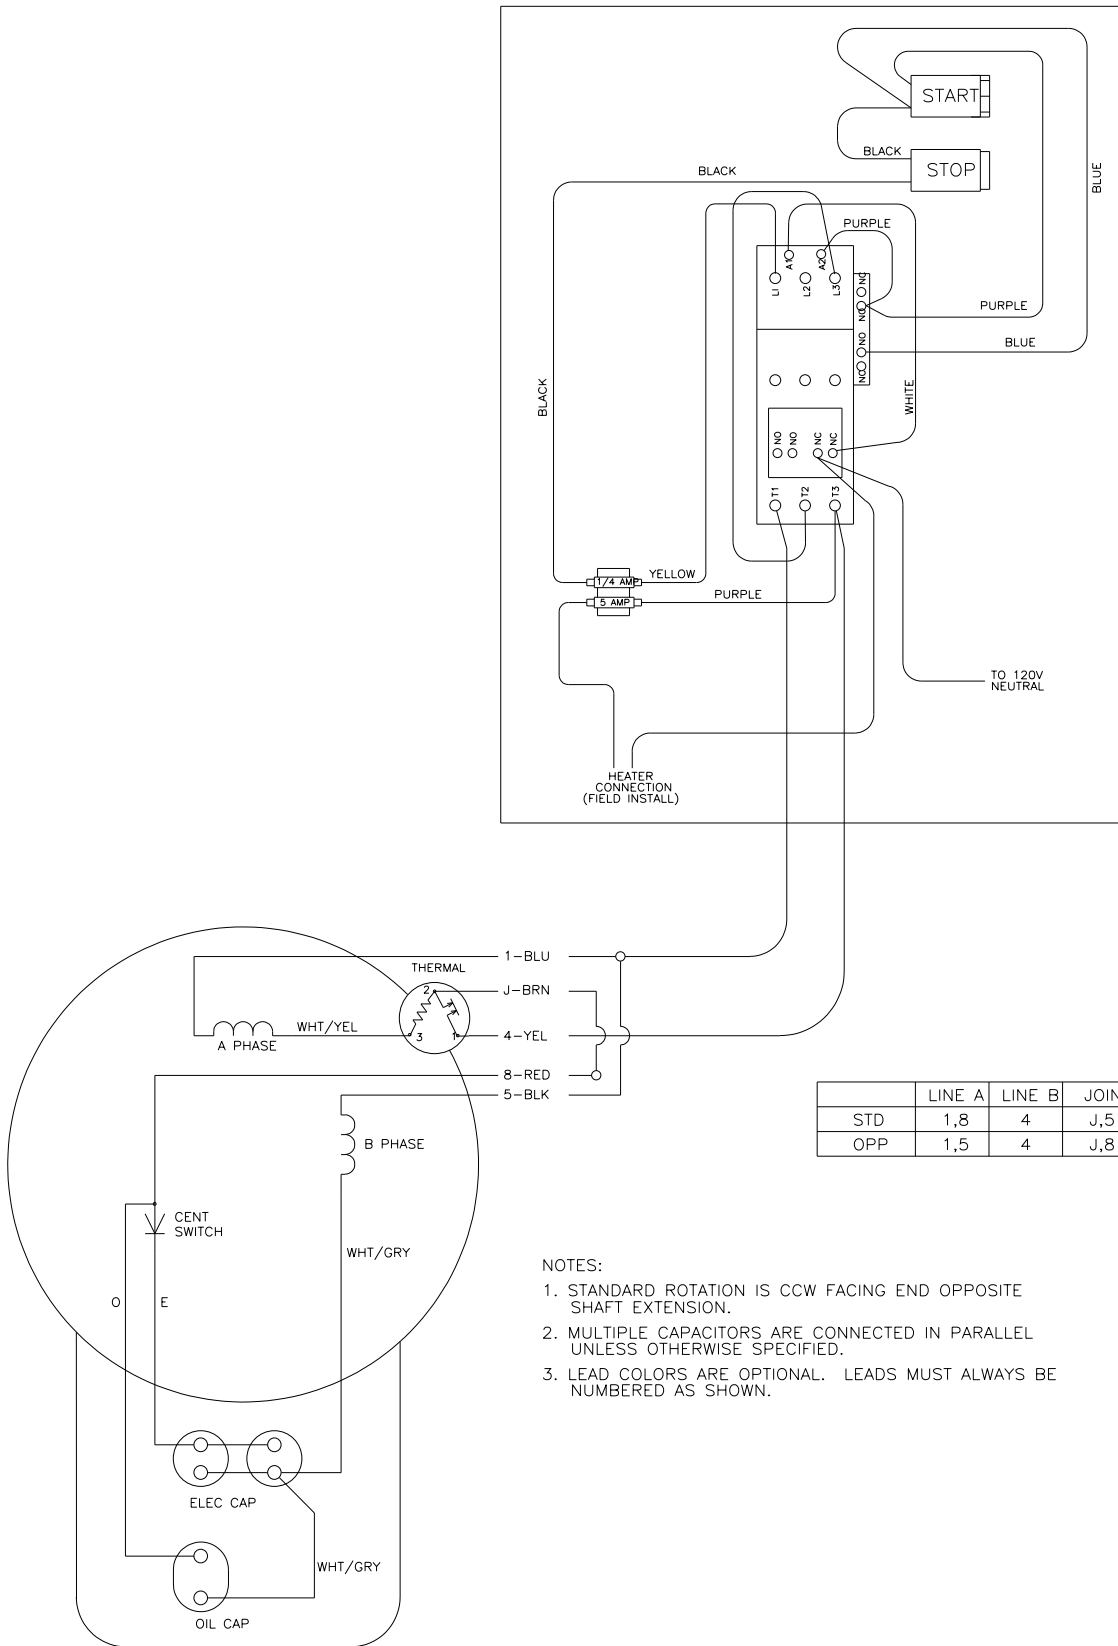 START
BLACK
STOP
BLACK
BLUE
PURPLE
A1
A2
L1
L2
L3
NC
NO
PURPLE
NO
BLUE
NO
BLACK
WHITE
NO
NO
NC
NC
T1
T2
T3
1/4 AMP
YELLOW
5 AMP
PURPLE
TO 120V
NEUTRAL
HEATER
CONNECTION
(FIELD INSTALL)
1-BLU
THERMAL
J-BRN
2
WHT/YEL
3
1
4-YEL
A PHASE
8-RED
5-BLK
B PHASE
LINE A LINE B JOIN
STD 1,8 4 J,5
OPP 1,5 4 J,8
CENT
SWITCH
WHT/GRY
O
E
NOTES:
1. STANDARD ROTATION IS CCW FACING END OPPOSITE
SHAFT EXTENSION.
2. MULTIPLE CAPACITORS ARE CONNECTED IN PARALLEL
UNLESS OTHERWISE SPECIFIED.
3. LEAD COLORS ARE OPTIONAL. LEADS MUST ALWAYS BE
NUMBERED AS SHOWN.
ELEC CAP
WHT/GRY
OIL CAP